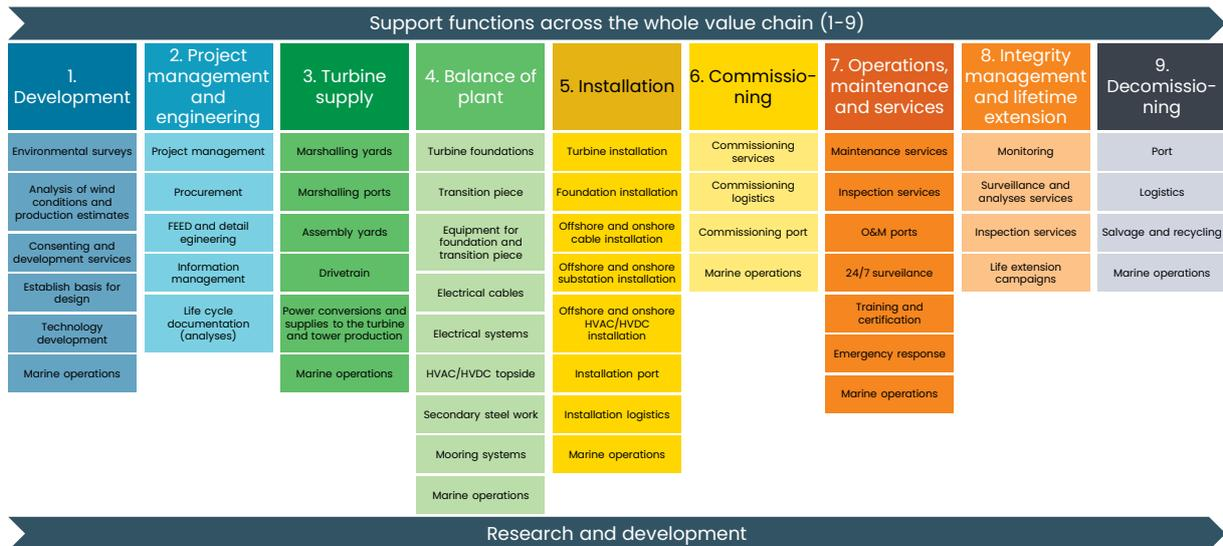 Support functions across the whole value chain (1-9)
1.
Development
Environmental surveys
Analysis of wind
conditions and
production estimates
Consenting and
development services
Establish basis for
design
Technology
development
Marine operations
2. Project
management
and
engineering
Project management
Procurement
FEED and detail
egineering
Information
management
Life cycle
documentation
(analyses)
3. Turbine
supply
Marshalling yards
Marshalling ports
Assembly yards
Drivetrain
Power conversions and
supplies to the turbine
and tower production
Marine operations
4. Balance of
plant
Turbine foundations
Transition piece
Equipment for
foundation and
transition piece
Electrical cables
Electrical systems
HVAC/HVDC topside
Secondary steel work
Mooring systems
Marine operations
5. Installation
Turbine installation
Foundation installation
Offshore and onshore
cable installation
Offshore and onshore
substation installation
Offshore and onshore
HVAC/HVDC
installation
Installation port
Installation logistics
Marine operations
6. Commissio-
ning
Commissioning
services
Commissioning
logistics
Commissioning port
Marine operations
7. Operations,
maintenance
and services
Maintenance services
Inspection services
O&M ports
24/7 surveilance
Training and
certification
Emergency response
Marine operations
8. Integrity
management
and lifetime
extension
Monitoring
Surveillance and
analyses services
Inspection services
Life extension
campaigns
9.
Decomissio-
ning
Port
Logistics
Salvage and recycling
Marine operations
Research and development